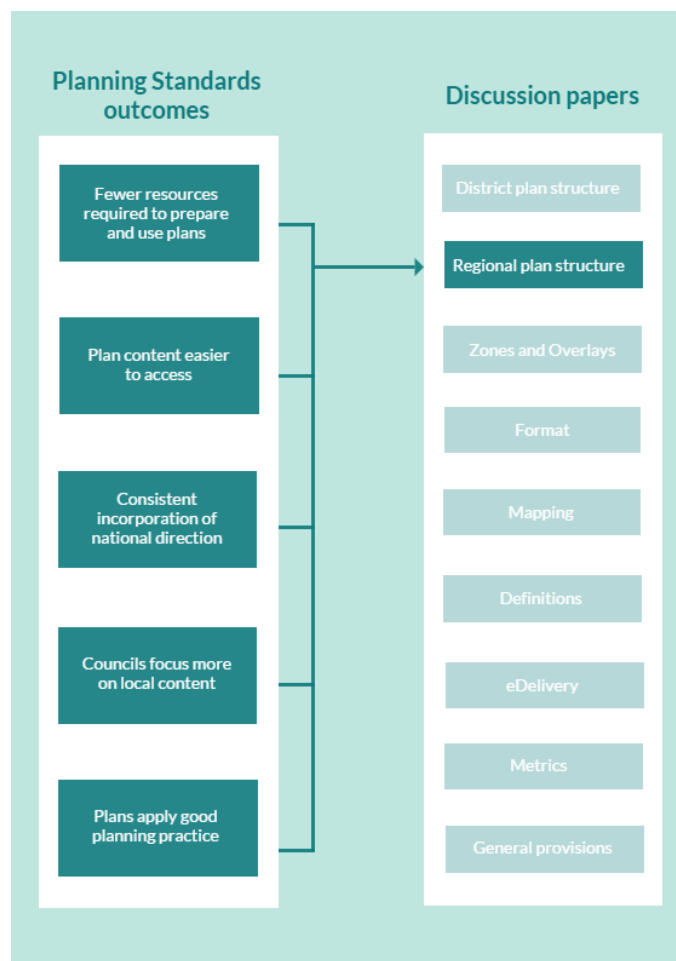 Planning Standards
outcomes
Fewer resources
required to prepare
and use plans
Plan content easier
to access
Consistent
incorporation of
national direction
Councils focus more
on local content
Plans apply good
planning practice
Discussion papers
District plan structure
Regional plan structure
Zones and Overlays
Format
Mapping
Definitions
eDelivery
Metrics
General provisions